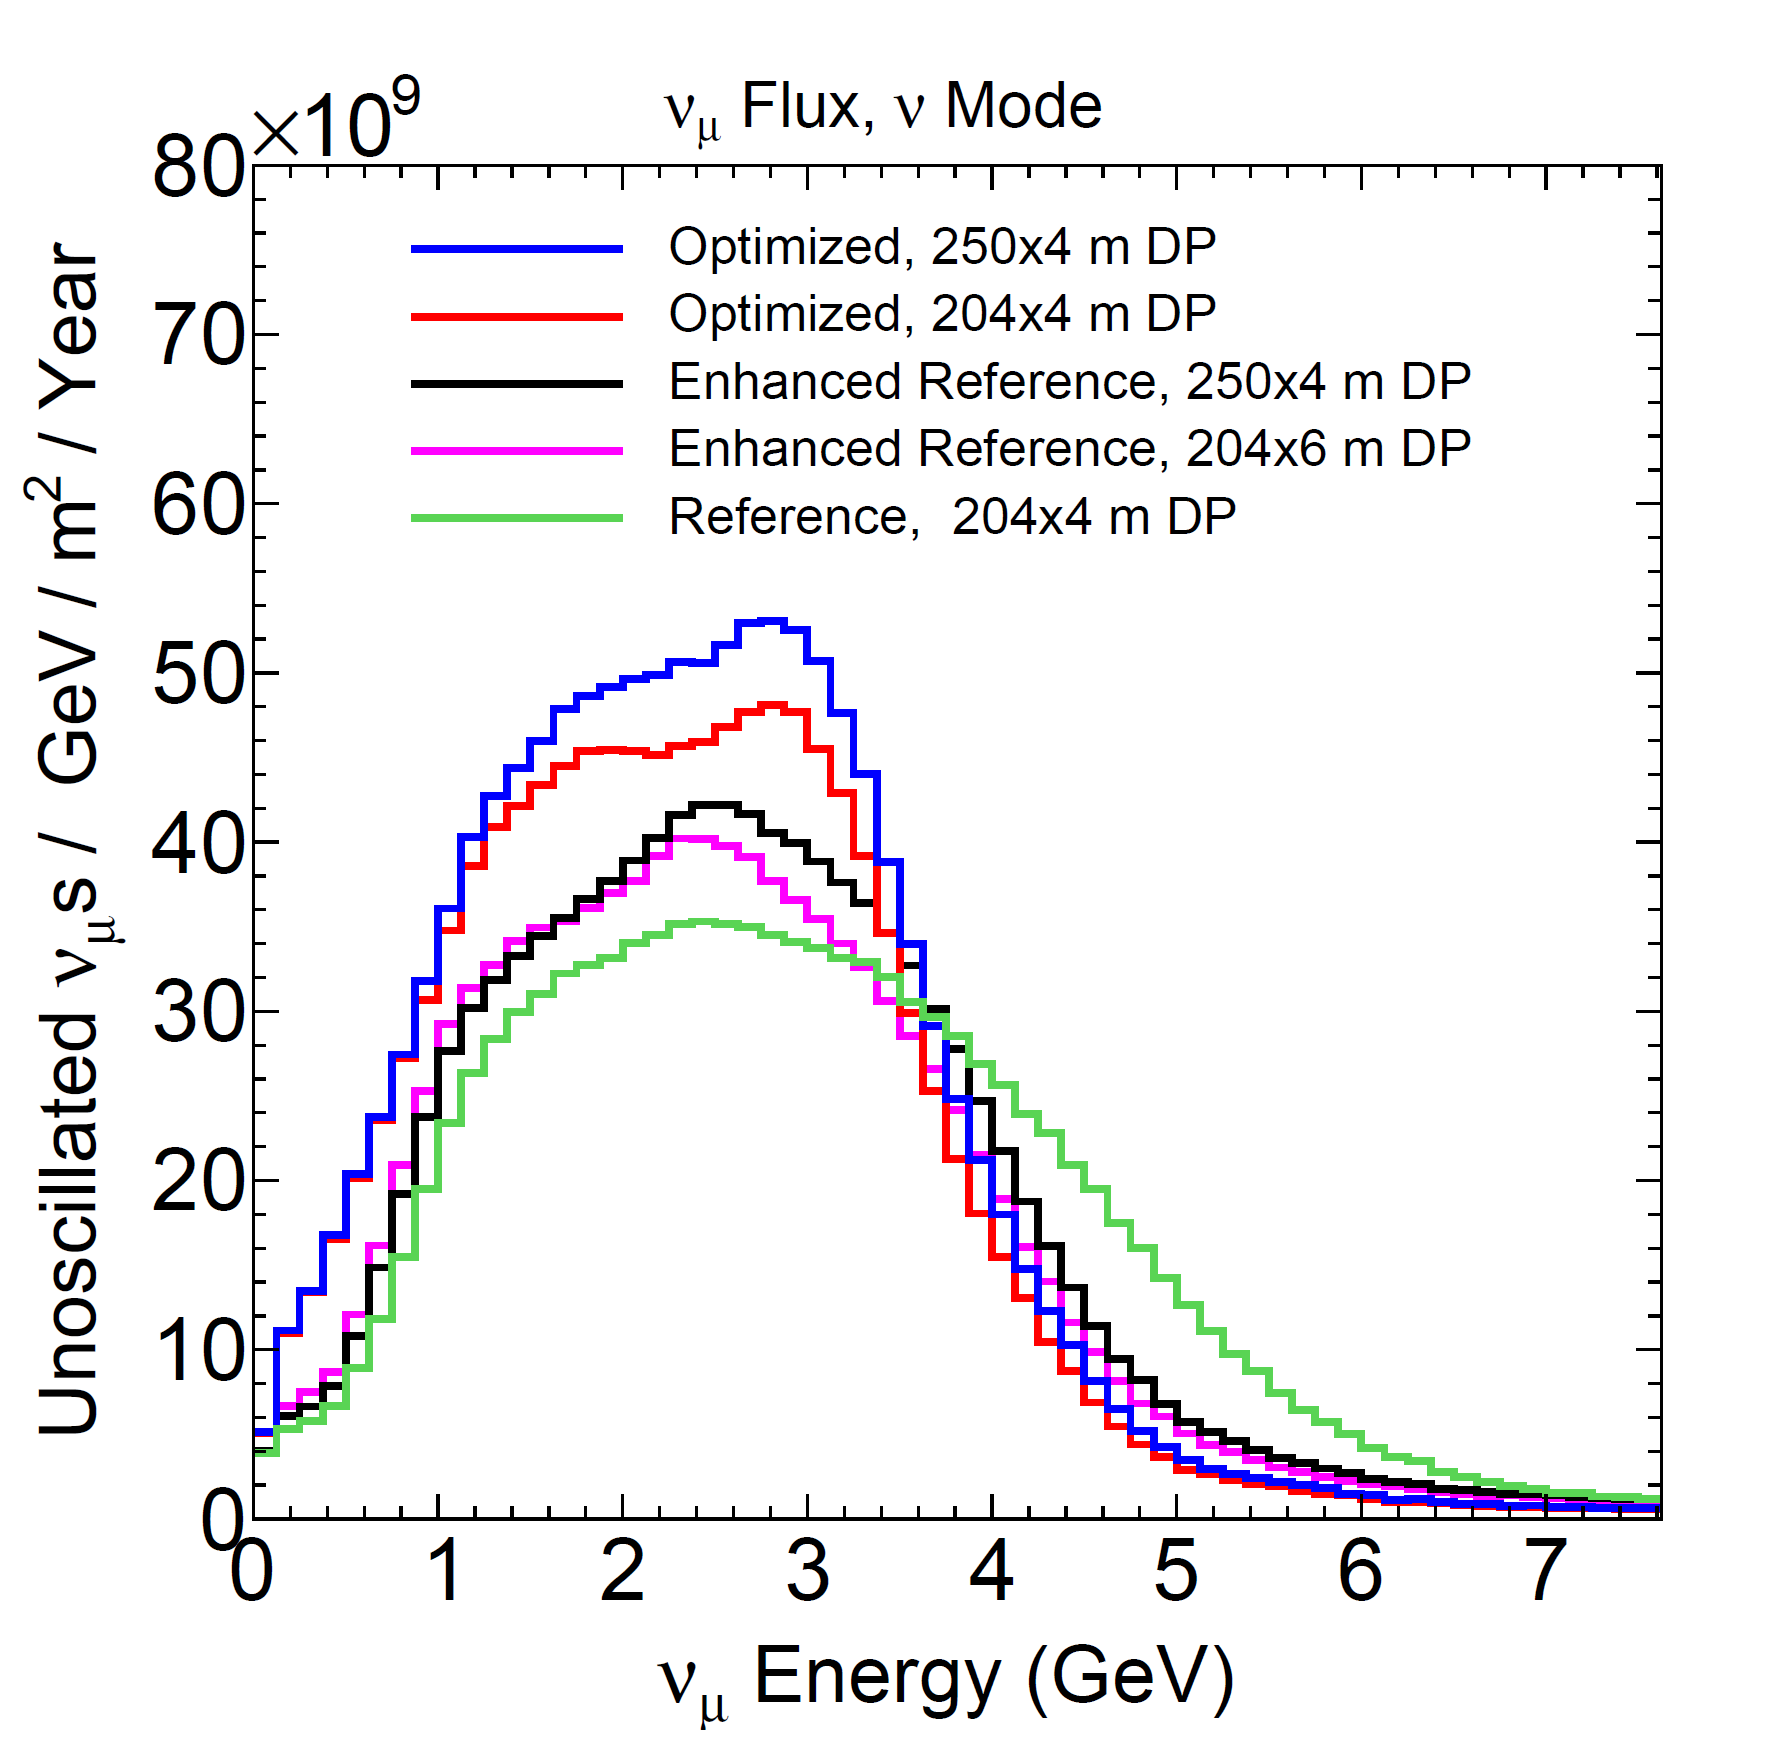 ×10⁹
νμ Flux, ν Mode
Optimized, 250x4 m DP
Optimized, 204x4 m DP
Enhanced Reference, 250x4 m DP
Enhanced Reference, 204x6 m DP
Reference, 204x4 m DP
Unoscillated νμs / GeV / m² / Year
80
70
60
50
40
30
20
10
0
0 1 2 3 4 5 6 7
νμ Energy (GeV)